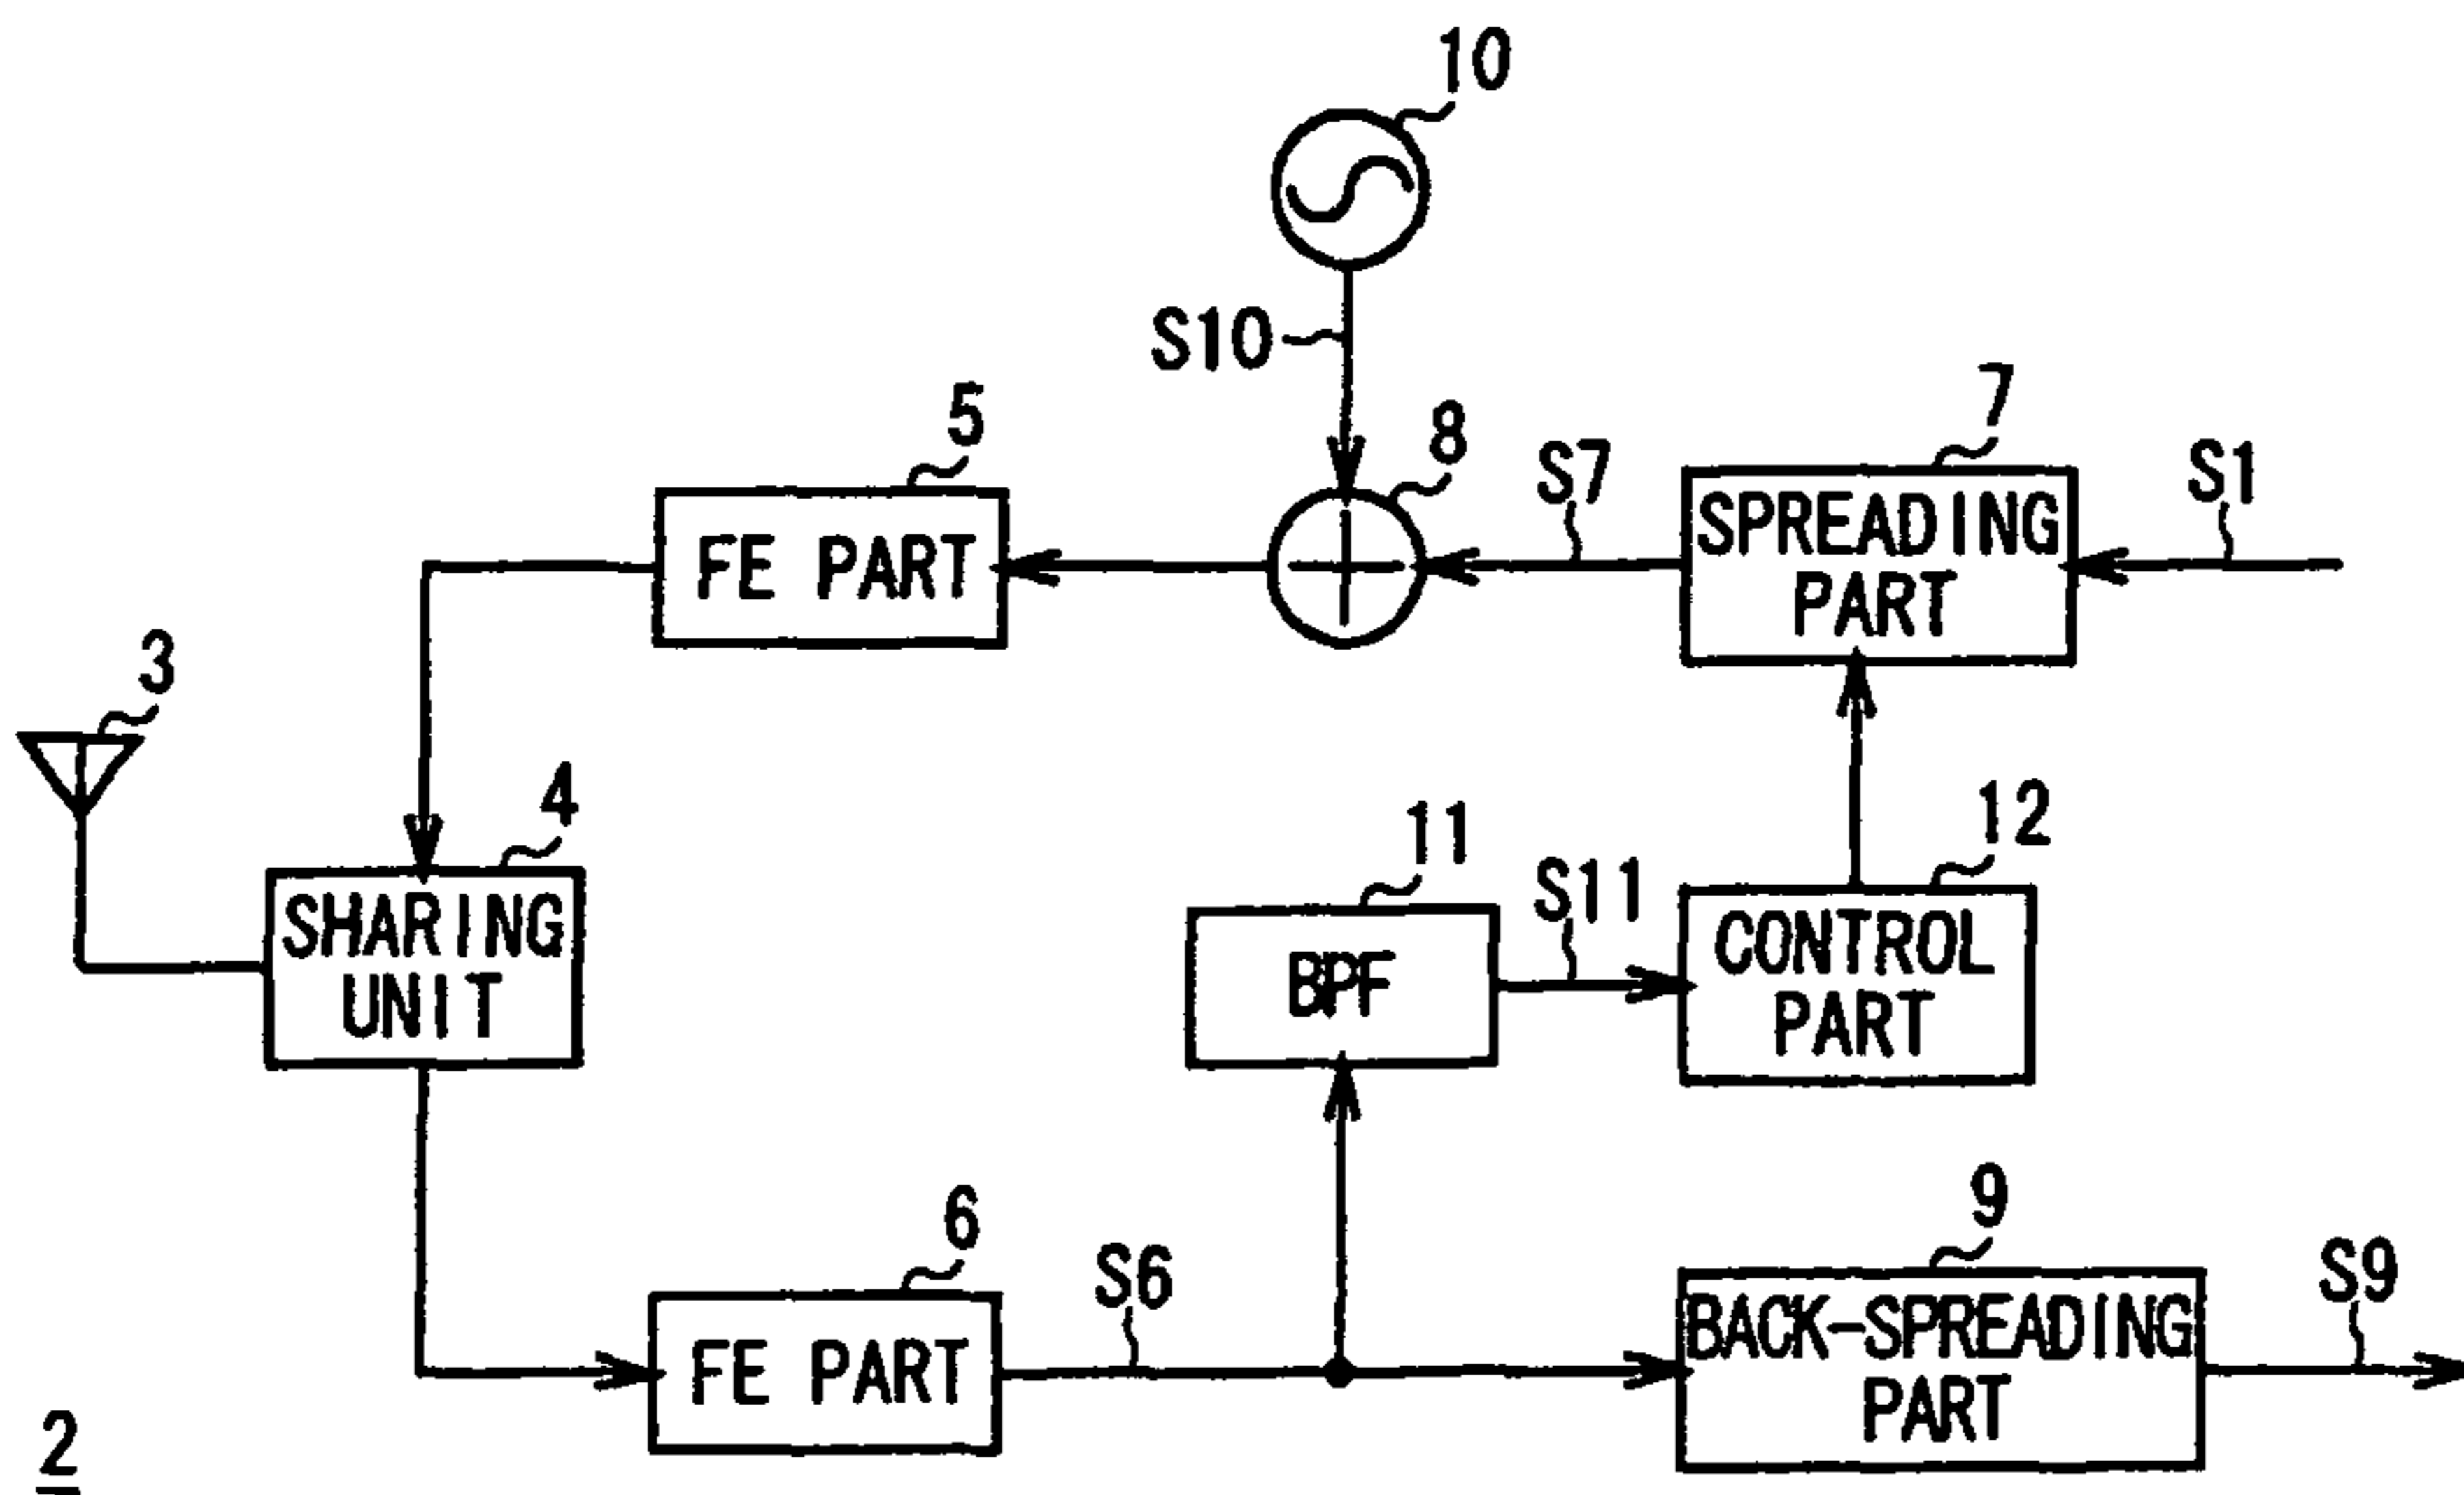 10
S10
5
8
S7
7
S1
FE PART
SPREADING
PART
3
4
11
S11
12
SHARING
UNIT
BPF
CONTROL
PART
6
S6
9
S9
FE PART
BACK-SPREADING
PART
2